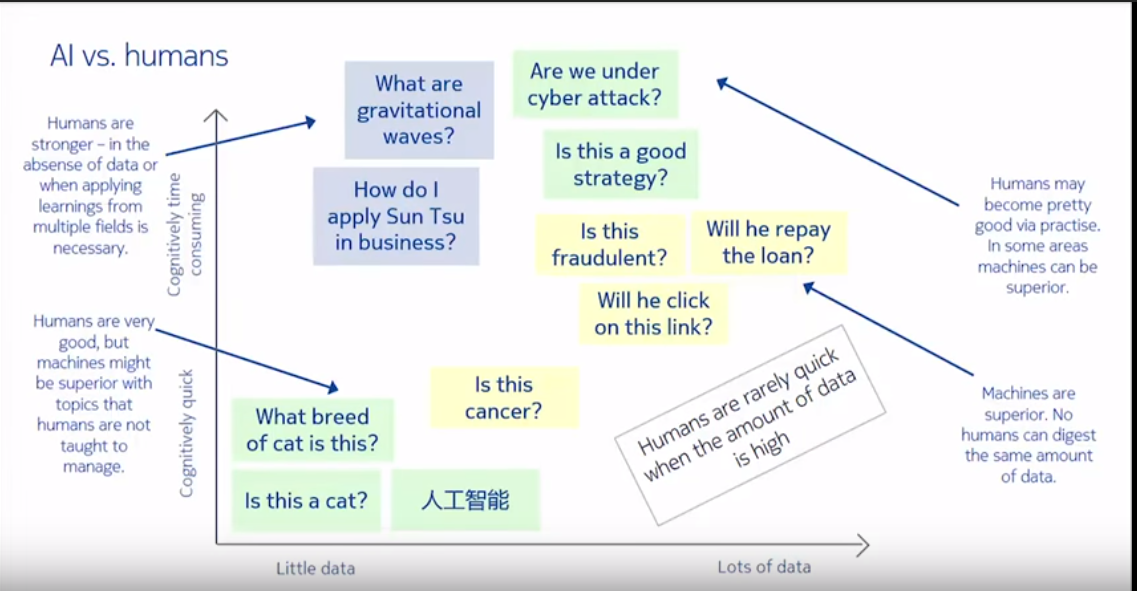 AI vs. humans
Humans are
stronger – in the
absence of data or
when applying
learnings from
multiple fields is
necessary.
Humans are very
good, but
machines might
be superior with
topics that
humans are not
taught to
manage.
Cognitively time
consuming
Cognitively quick
What are
gravitational
waves?
How do I
apply Sun Tsu
in business?
Are we under
cyber attack?
Is this a good
strategy?
Is this
fraudulent?
Will he repay
the loan?
Will he click
on this link?
Is this
cancer?
What breed
of cat is this?
Is this a cat?
人工智能
Humans are rarely quick
when the amount of data
is high
Humans may
become pretty
good via practise.
In some areas
machines can be
superior.
Machines are
superior. No
humans can digest
the same amount
of data.
Little data
Lots of data